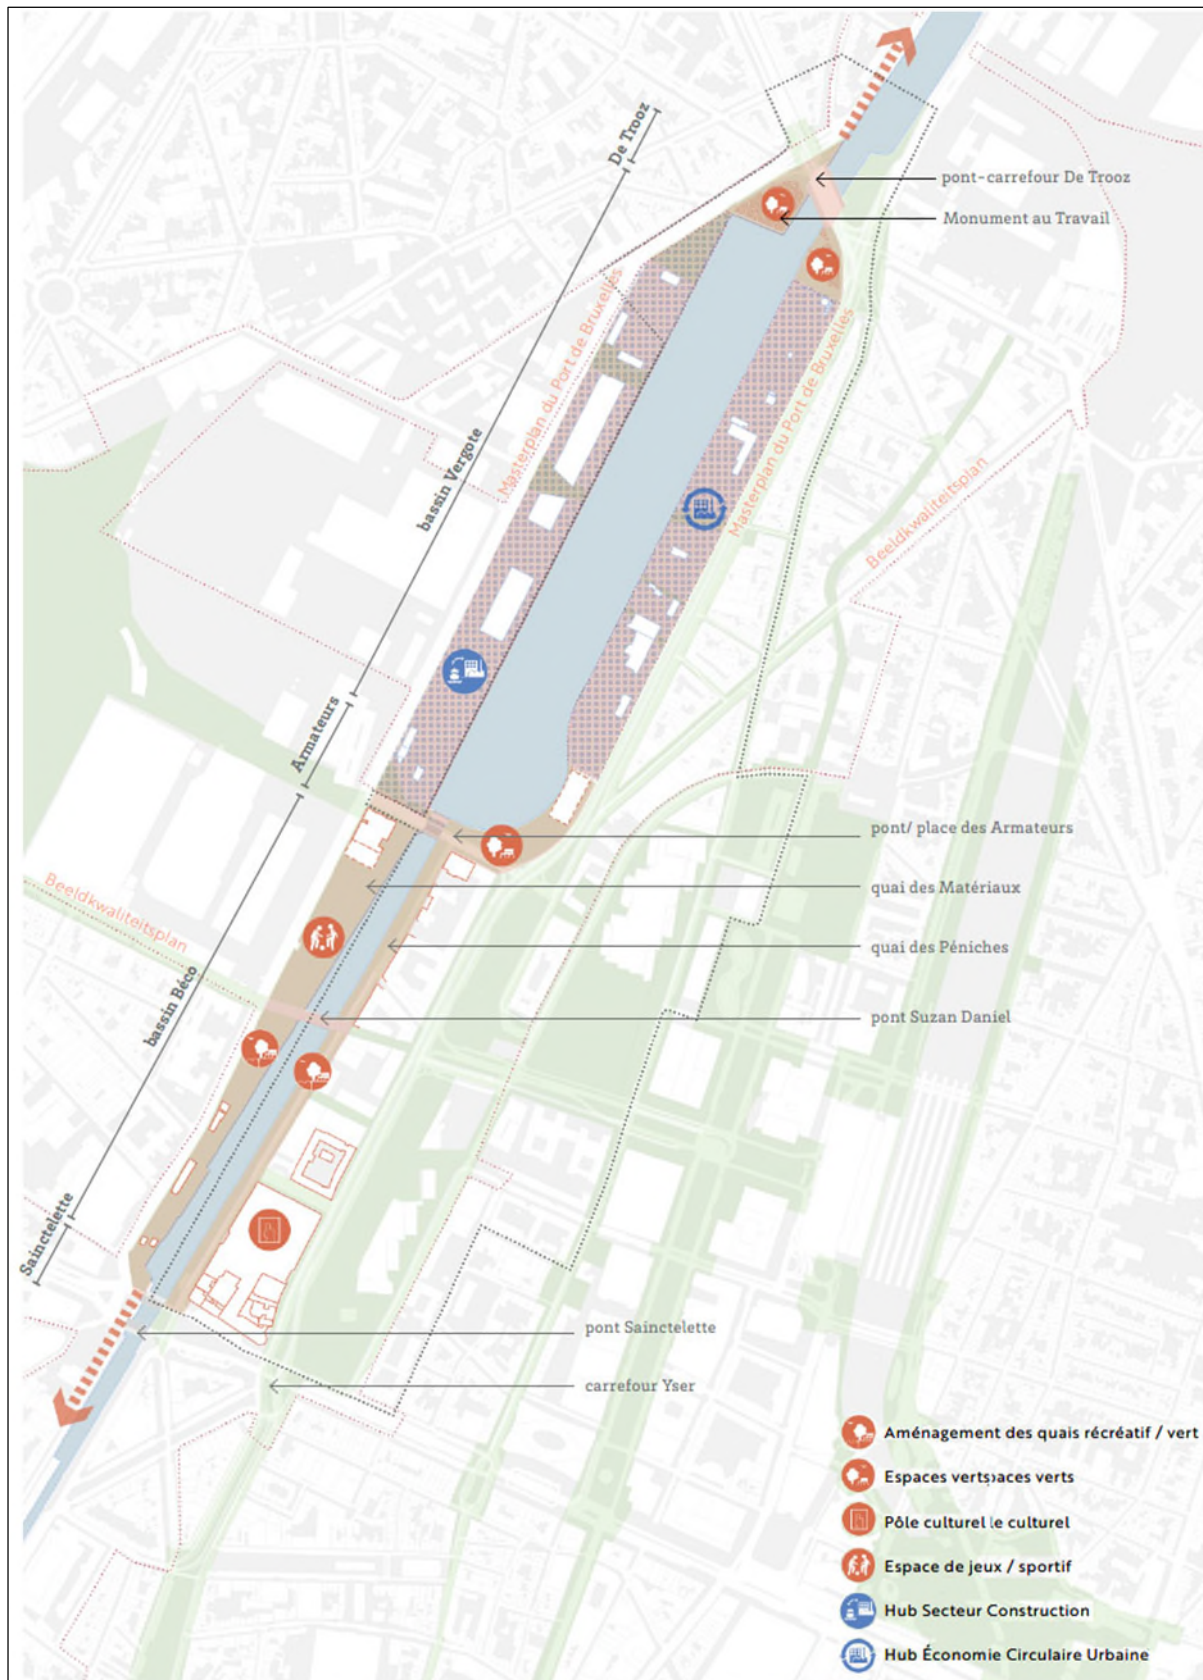 De Trooz
pont-carrefour De Trooz
Monument au Travail
Masterplan du Port de Bruxelles
Masterplan du Port de Bruxelles
bassin Vergote
Beeldkwaliteitsplan
Armateurs
pont/ place des Armateurs
quai des Matériaux
Beeldkwaliteitsplan
quai des Péniches
bassin Béco
pont Suzan Daniel
Sainctelette
pont Sainctelette
carrefour Yser
Aménagement des quais récréatif / vert
Espaces vertspaces verts
Pôle culturel le culturel
Espace de jeux / sportif
Hub Secteur Construction
Hub Économie Circulaire Urbaine